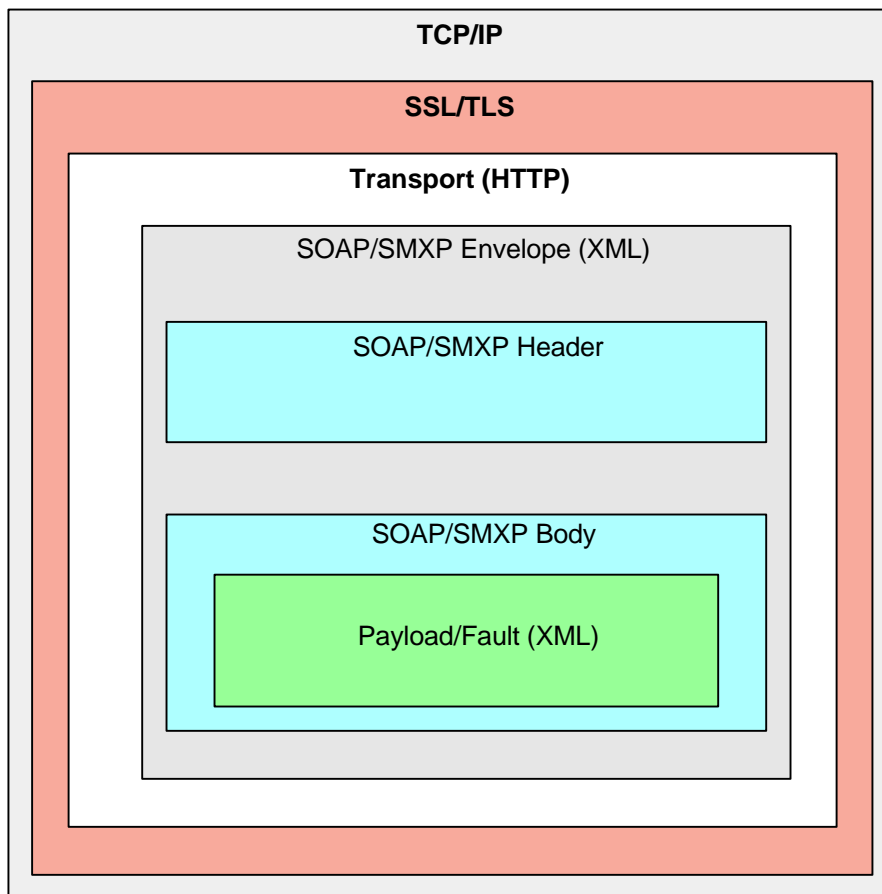 TCP/IP
SSL/TLS
Transport (HTTP)
SOAP/SMXP Envelope (XML)
SOAP/SMXP Header
SOAP/SMXP Body
Payload/Fault (XML)